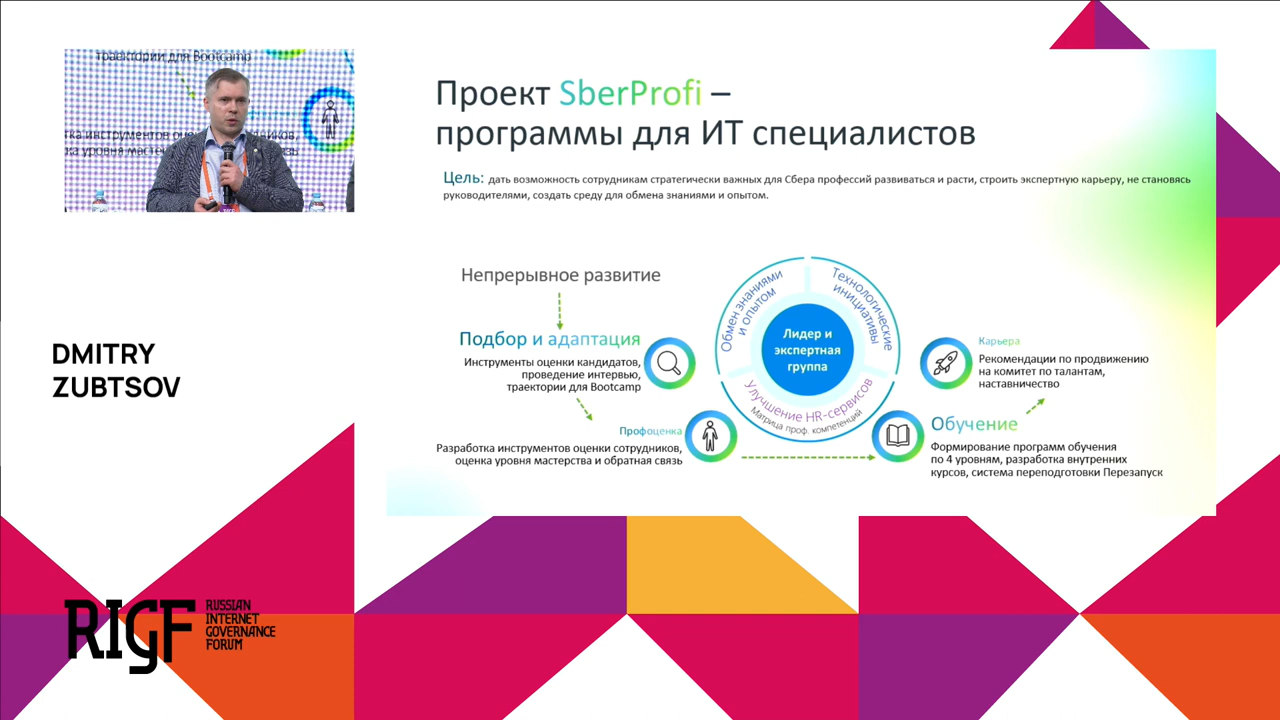 траектории для Bootcamp
DMITRY
ZUBTSOV
RIGF
RUSSIAN
INTERNET
GOVERNANCE
FORUM
Проект SberProfi –
программы для ИТ специалистов
Цель: дать возможность сотрудникам стратегически важных для Сбера профессий развиваться и расти, строить экспертную карьеру, не становясь
руководителями, создать среду для обмена знаниями и опытом.
Непрерывное развитие
Подбор и адаптация
Инструменты оценки кандидатов,
проведение интервью,
траектории для Bootcamp
Профоценка
Разработка инструментов оценки сотрудников,
оценка уровня мастерства и обратная связь
Обмен знаниями
и опытом
Технологические
инициативы
Лидер и
экспертная
группа
Улучшение HR-сервисов
Матрица проф. компетенций
Карьера
Рекомендации по продвижению
на комитет по талантам,
наставничество
Обучение
Формирование программ обучения
по 4 уровням, разработка внутренних
курсов, система переподготовки Перезапуск